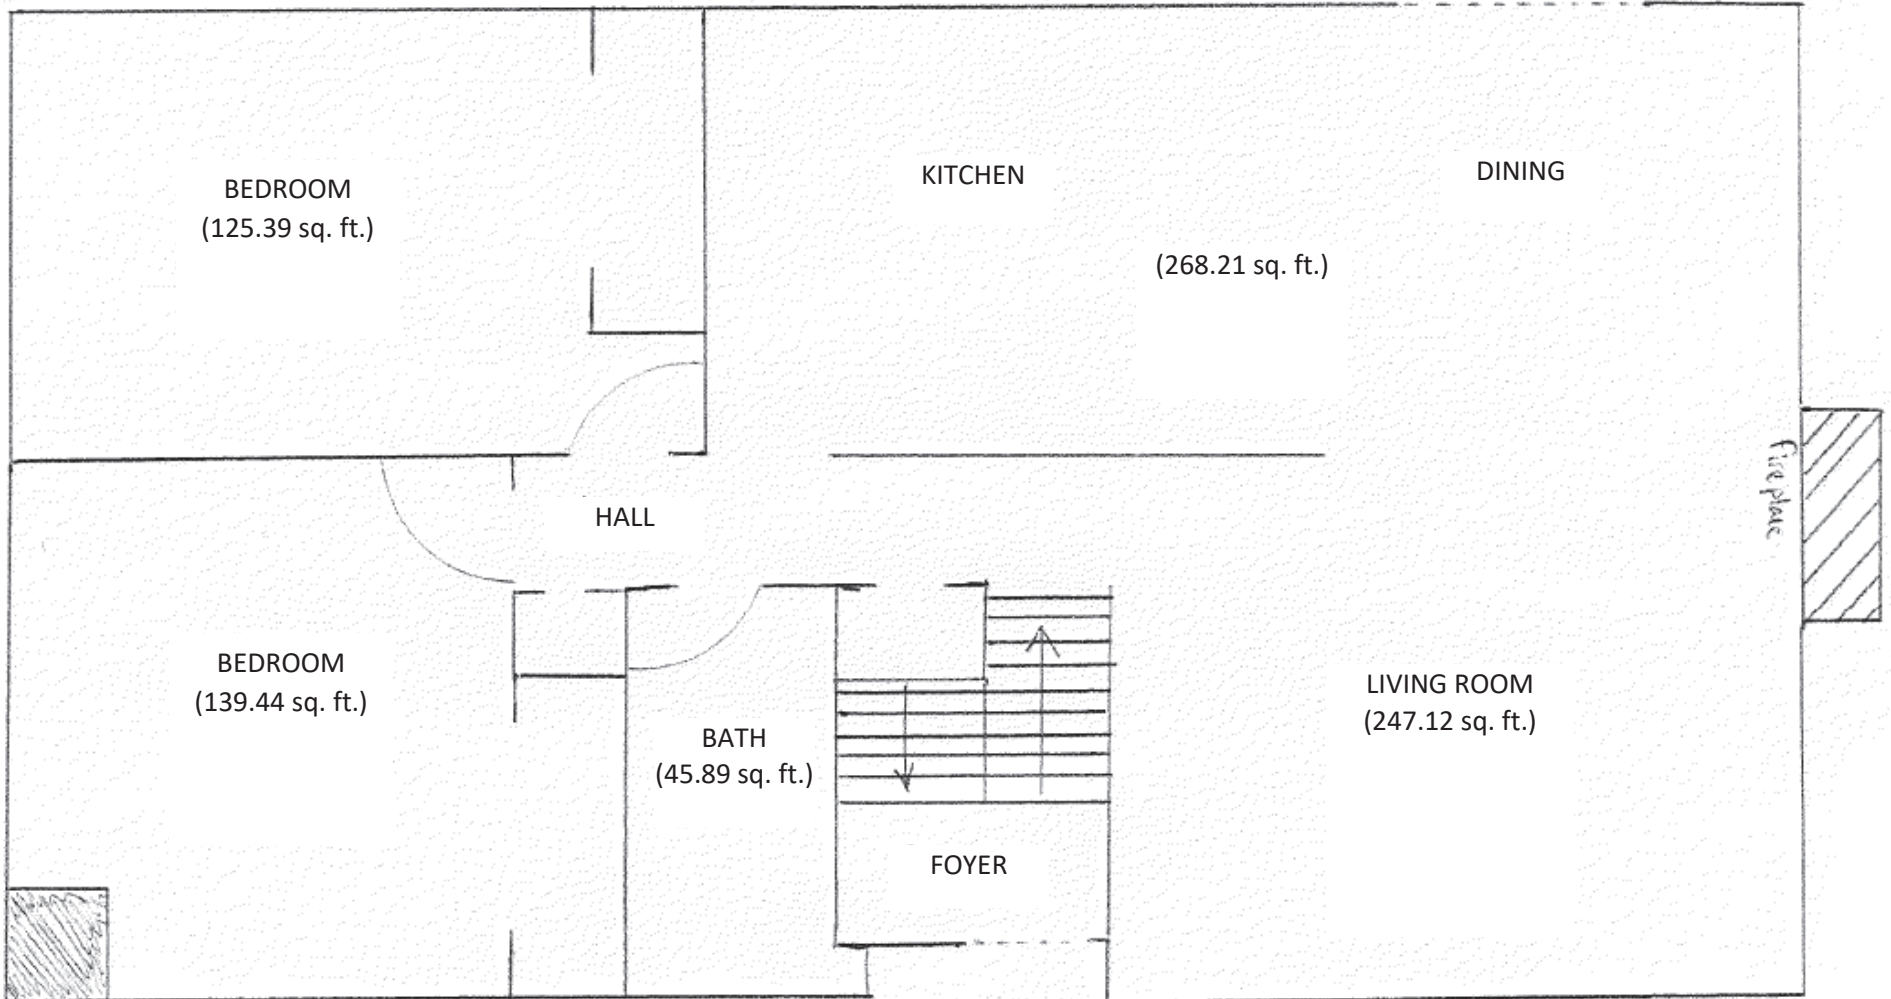 BEDROOM
(125.39 sq. ft.)
KITCHEN
DINING
(268.21 sq. ft.)
Fireplace
HALL
BEDROOM
(139.44 sq. ft.)
BATH
(45.89 sq. ft.)
LIVING ROOM
(247.12 sq. ft.)
FOYER